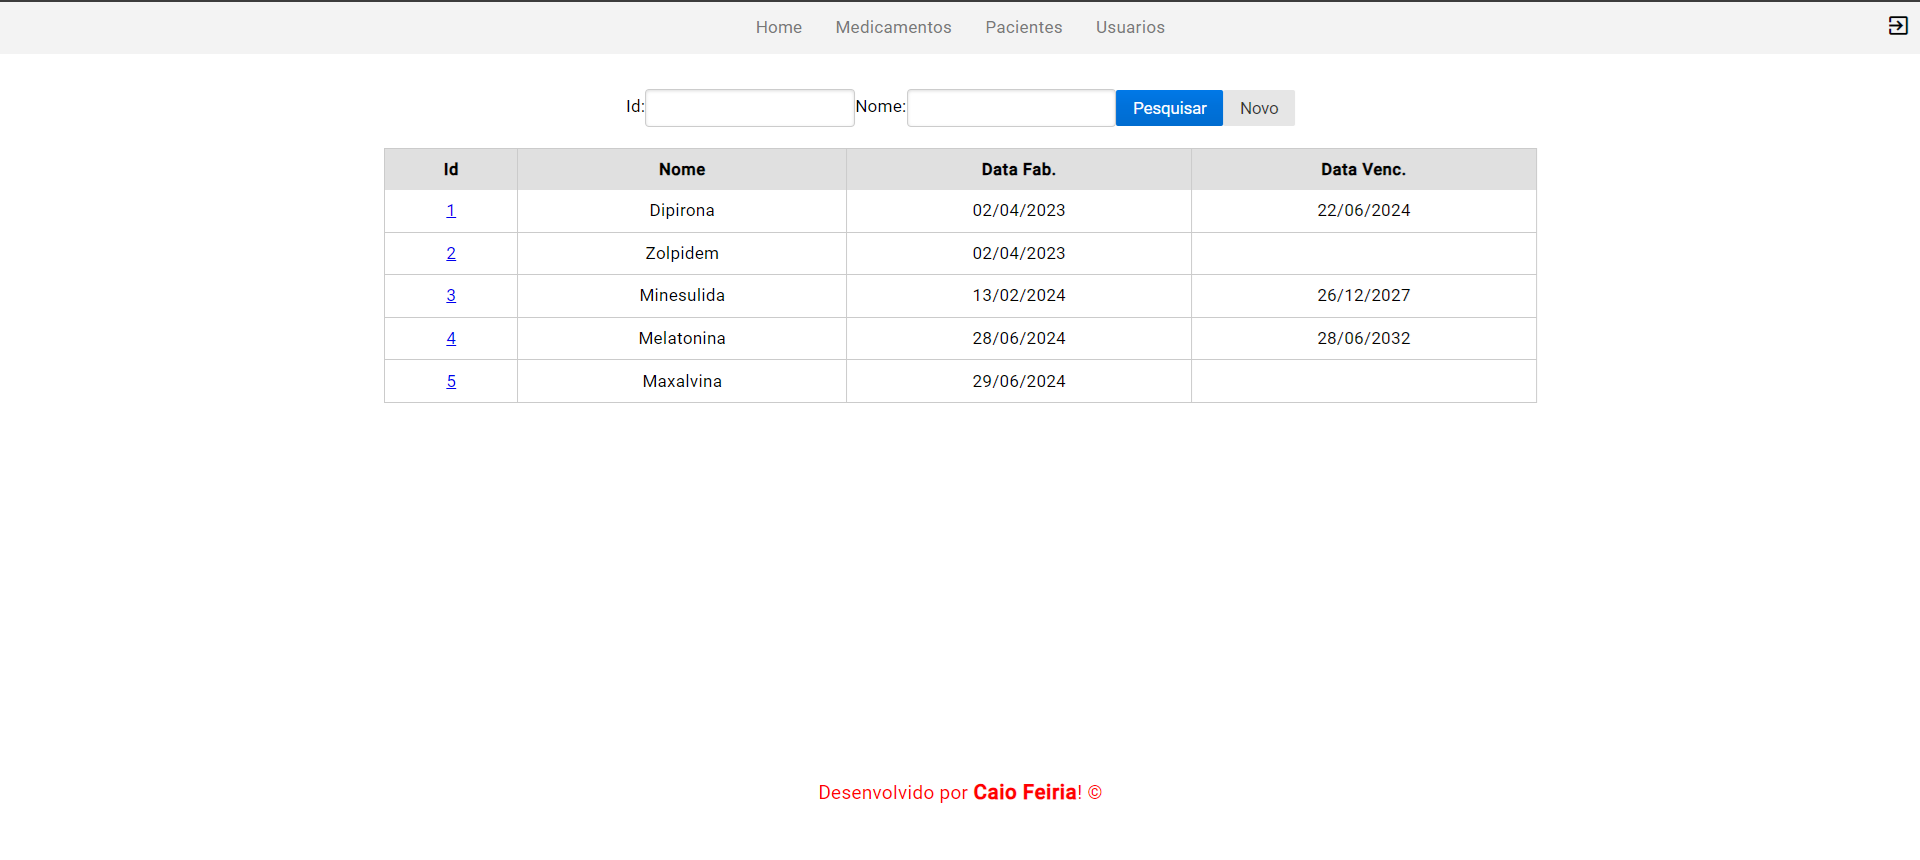 Home Medicamentos Pacientes Usuarios
Id: Nome: Pesquisar Novo
Id Nome Data Fab. Data Venc.
1 Dipirona 02/04/2023 22/06/2024
2 Zolpidem 02/04/2023
3 Minesulida 13/02/2024 26/12/2027
4 Melatonina 28/06/2024 28/06/2032
5 Maxalvina 29/06/2024
Desenvolvido por Caio Feiria! ©